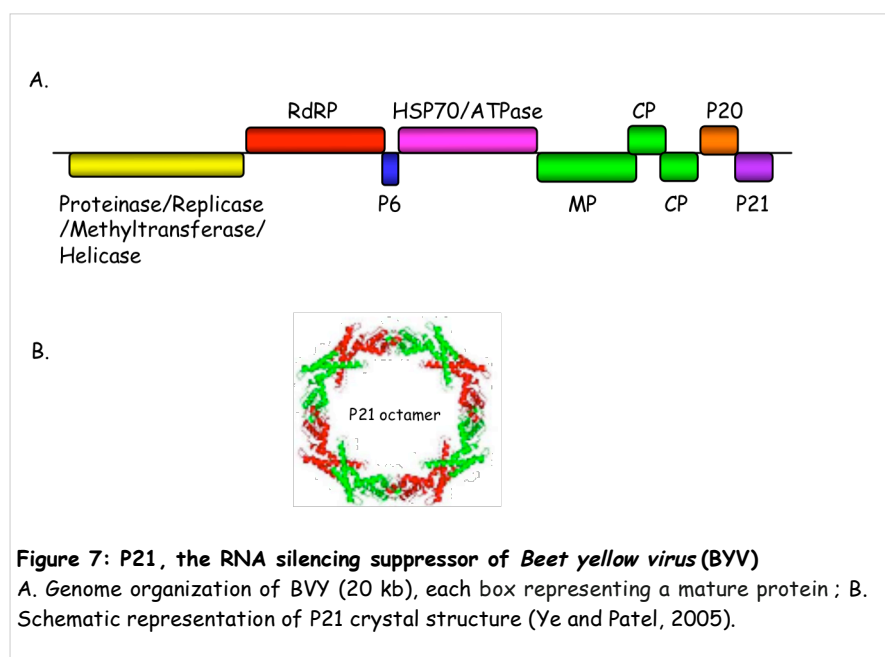 A.
RdRP HSP70/ATPase CP P20
Proteinase/Replicase P6 MP CP P21
/Methyltransferase/
Helicase
B.
P21 octamer
Figure 7: P21, the RNA silencing suppressor of Beet yellow virus (BYV)
A. Genome organization of BVY (20 kb), each box representing a mature protein ; B.
Schematic representation of P21 crystal structure (Ye and Patel, 2005).